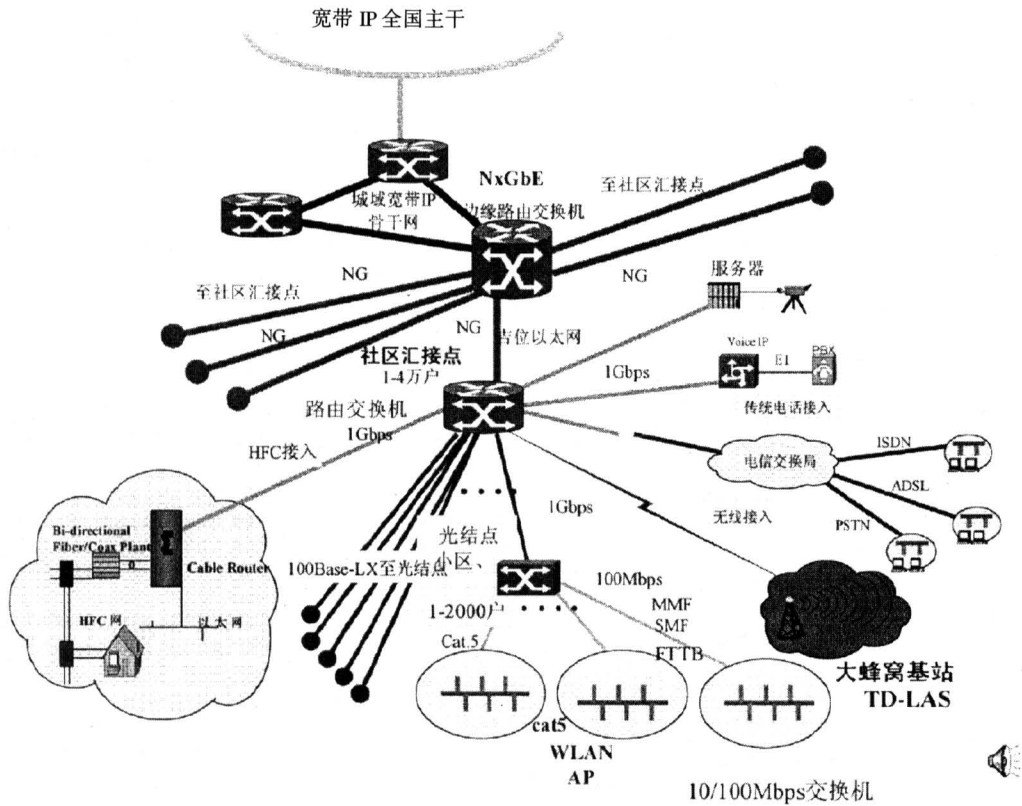 宽带 IP 全国主干
NxGbE
城域宽带IP
骨干网
边缘路由交换机
至社区汇接点
NG
NG
服务器
至社区汇接点
NG
NG
吉位以太网
Voice IP
PBX
E1
社区汇接点
1-4万户
1Gbps
传统电话接入
路由交换机
1Gbps
HFC接入
电信交换局
ISDN
ADSL
PSTN
1Gbps
无线接入
Bi-directional
Fiber/Coax Plant
Cable Router
光结点
小区、
100Base-LX至光结点
100Mbps
1-2000户
MMF
SMF
HFC 网
以 太 网
Cat.5
FTTB
大蜂窝基站
TD-LAS
cat5
WLAN
AP
10/100Mbps交换机